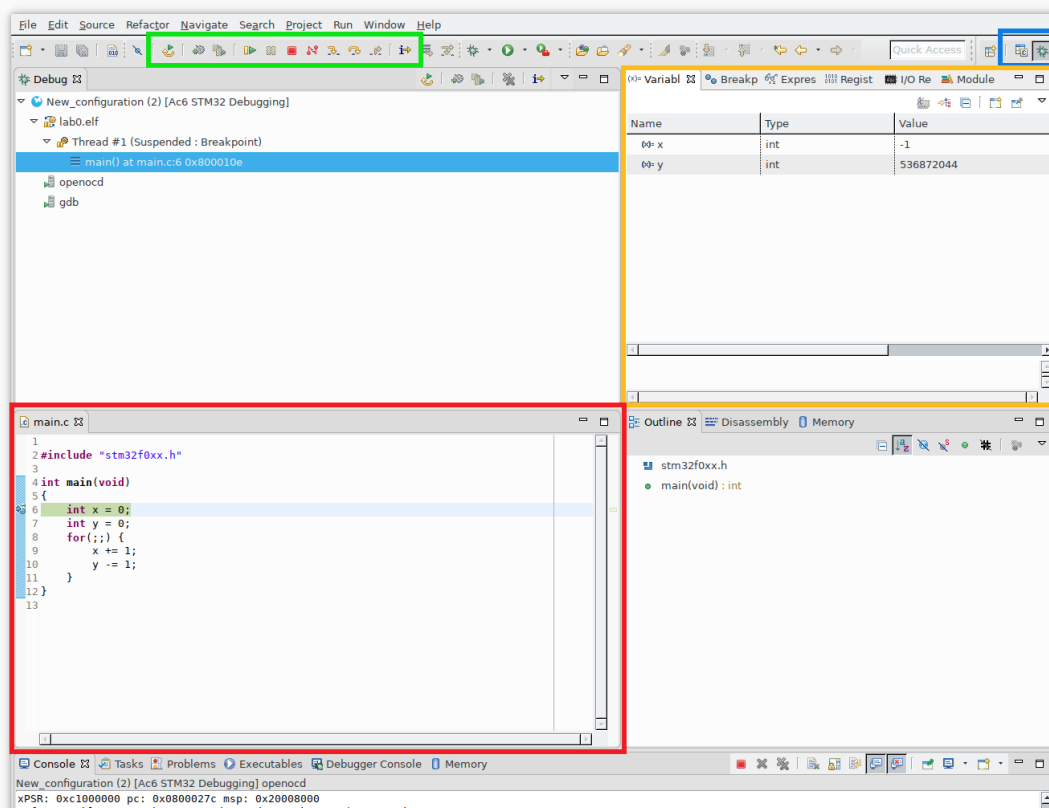 File Edit Source Refactor Navigate Search Project Run Window Help
Quick Access
Debug
New_configuration (2) [Ac6 STM32 Debugging]
lab0.elf
Thread #1 (Suspended : Breakpoint)
main() at main.c:6 0x800010e
openocd
gdb
(x)= Variabl Breakp Expres 1010 0101 Regist I/O Re Module
Name Type Value
(x)= x int -1
(x)= y int 536872044
main.c
1
2 #include "stm32f0xx.h"
3
4 int main(void)
5 {
6 int x = 0;
7 int y = 0;
8 for(;;) {
9 x += 1;
10 y -= 1;
11 }
12 }
13
Outline Disassembly Memory
stm32f0xx.h
main(void) : int
Console Tasks Problems Executables Debugger Console Memory
New_configuration (2) [Ac6 STM32 Debugging] openocd
xPSR: 0xc1000000 pc: 0x0800027c msp: 0x20008000